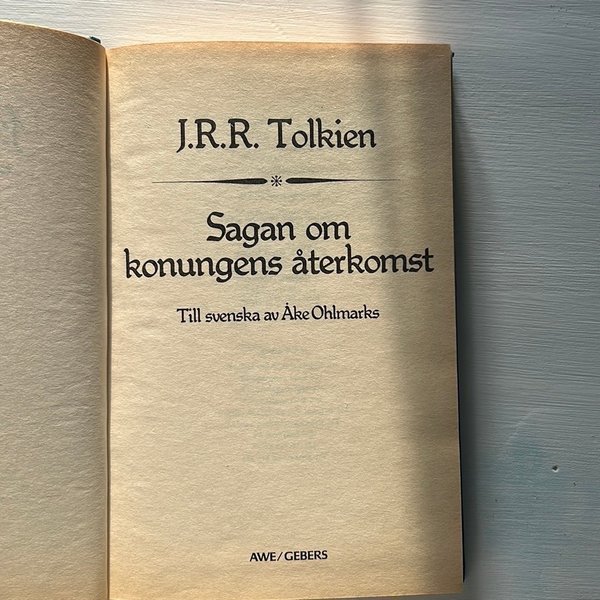 J.R.R. Tolkien
Sagan om
konungens återkomst
Till svenska av Åke Ohlmarks
AWE/GEBERS